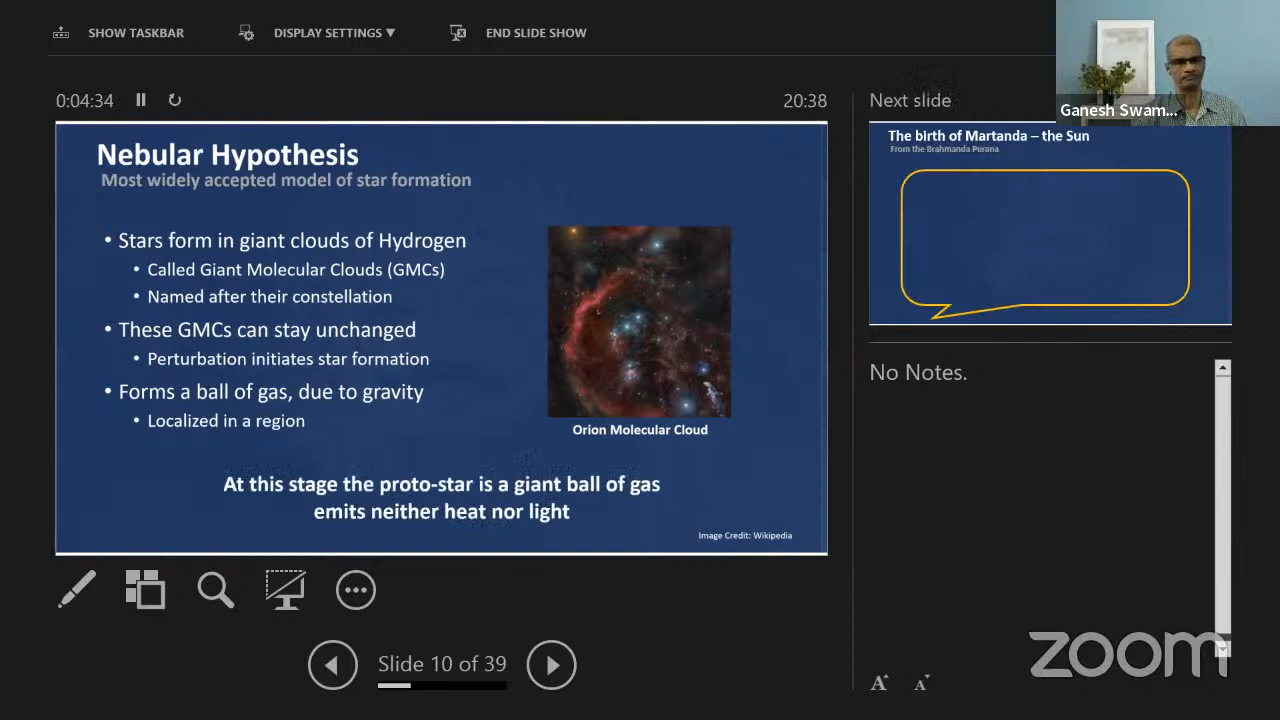 SHOW TASKBAR
DISPLAY SETTINGS ▼
END SLIDE SHOW
0:04:34
20:38
Next slide
Ganesh Swam...
Nebular Hypothesis
Most widely accepted model of star formation
• Stars form in giant clouds of Hydrogen
• Called Giant Molecular Clouds (GMCs)
• Named after their constellation
• These GMCs can stay unchanged
• Perturbation initiates star formation
• Forms a ball of gas, due to gravity
• Localized in a region
Orion Molecular Cloud
At this stage the proto-star is a giant ball of gas
emits neither heat nor light
Image Credit: Wikipedia
The birth of Martanda – the Sun
From the Brahmanda Purana
No Notes.
Slide 10 of 39
zoom
A A